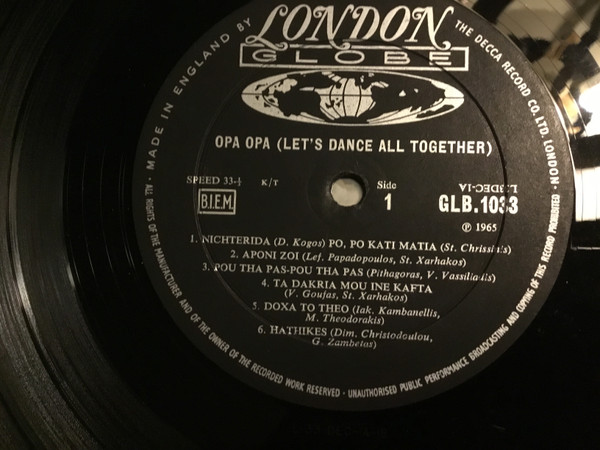 MADE IN ENGLAND BY
LONDON
GLOBE
THE DECCA RECORD CO. LTD. LONDON
OPA OPA (LET'S DANCE ALL TOGETHER)
SPEED 33-⅓ K/T Side
B.I.E.M. 1 GLB.1033
℗ 1965
1. NICHTERIDA (D. Kogos) PO, PO KATI MATIA (St. Chrissinis)
2. APONI ZOI (Lef. Papadopoulos, St. Xarhakos)
3. POU THA PAS-POU THA PAS (Pithagoras, V. Vassiliadis)
4. TA DAKRIA MOU INE KAFTA
(V. Goufas, St. Xarhakos)
5. DOXA TO THEO (Iak. Kambanellis,
M. Theodorakis)
6. HATHIKES (Dim. Christodoulou,
G. Zambetas)
ALL RIGHTS OF THE MANUFACTURER AND OF THE OWNER OF THE RECORDED WORK RESERVED · UNAUTHORISED PUBLIC PERFORMANCE BROADCASTING AND COPYING OF THIS RECORD PROHIBITED ·